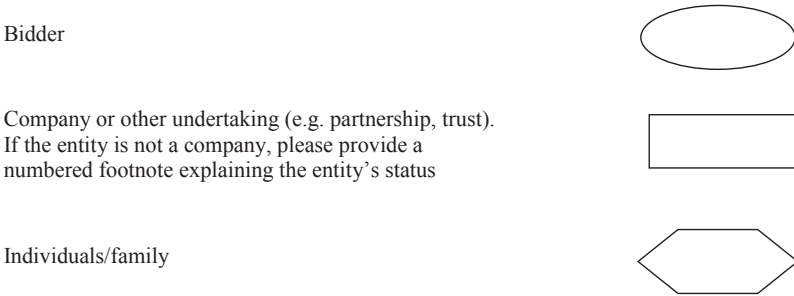 Bidder
Company or other undertaking (e.g. partnership, trust).
If the entity is not a company, please provide a
numbered footnote explaining the entity’s status
Individuals/family